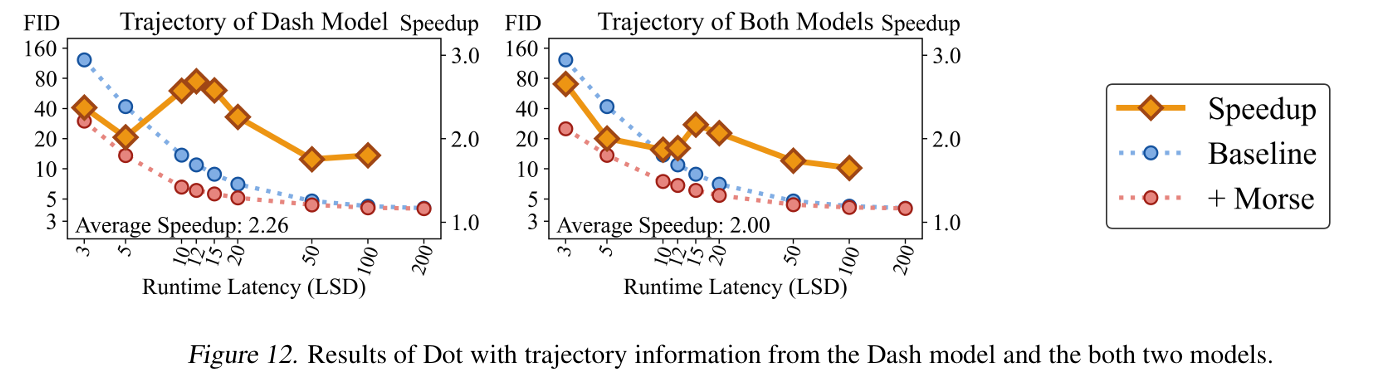 FID Trajectory of Dash Model Speedup
160
80
40
20
10
5
3
3.0
2.0
1.0
Average Speedup: 2.26
3 5 10 12 15 20 50 100 200
Runtime Latency (LSD)
FID Trajectory of Both Models Speedup
160
80
40
20
10
5
3
3.0
2.0
1.0
Average Speedup: 2.00
3 5 10 12 15 20 50 100 200
Runtime Latency (LSD)
Speedup
Baseline
+ Morse
Figure 12. Results of Dot with trajectory information from the Dash model and the both two models.